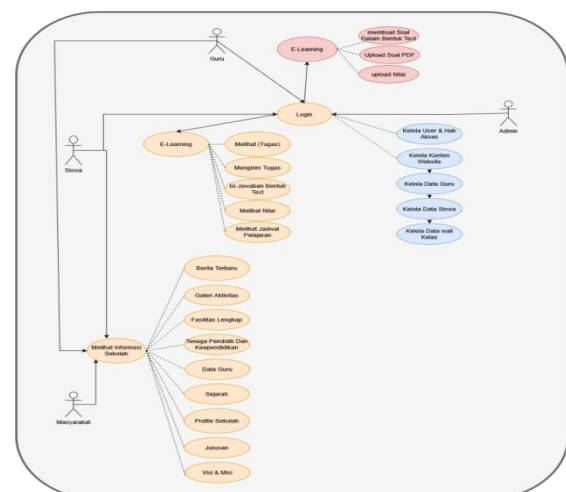 membuat Soal
Dalam Bentuk Text
Guru
E-Learning
Upload Soal PDF
upload Nilai
Login
Admin
Kelola User & Hak
Akses
E-Learning
Melihat (Tugas)
Siswa
Kelola Konten
Website
Mengirim Tugas
Kelola Data Guru
Isi Jawaban Bentuk
Text
Melihat Nilai
Kelola Data Siswa
Melihat Jadwal
Pelajaran
Kelola Data wali
Kelas
Berita Terbaru
Galeri Aktivitas
Fasilitas Lengkap
Melihat Informasi
Sekolah
Tenaga Pendidik Dan
Keependidikan
Data Guru
Sejarah
Masyarakat
Profile Sekolah
Jurusan
Visi & Misi